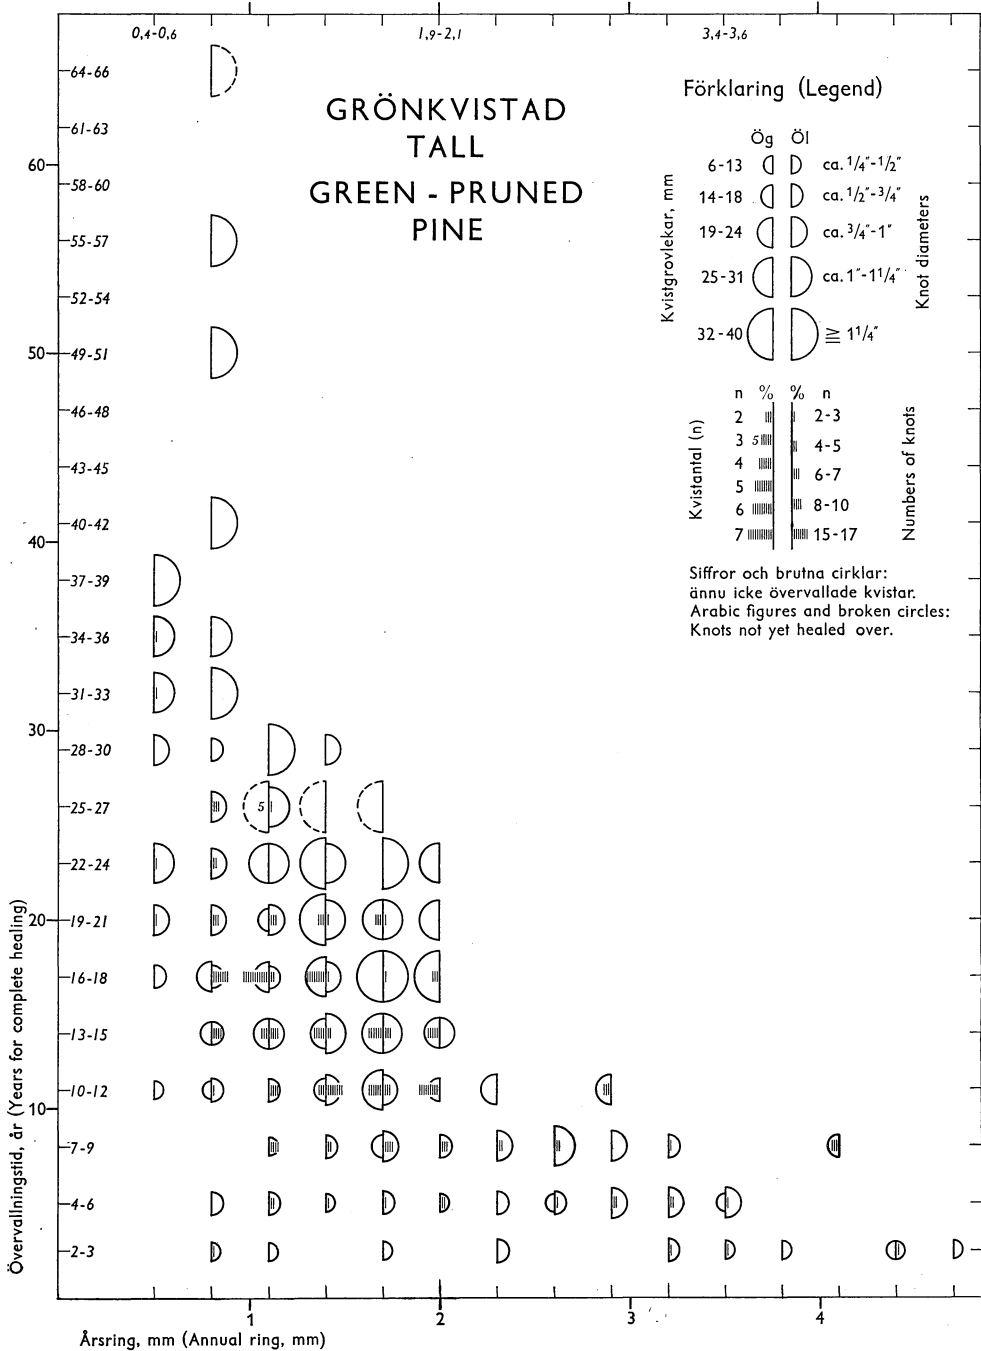 0,4-0,6 1,9-2,1 3,4-3,6
GRÖNKVISTAD
TALL
GREEN - PRUNED
PINE
Förklaring (Legend)
Ög Öl
6-13 ca. 1/4"-1/2"
14-18 ca. 1/2"-3/4"
19-24 ca. 3/4"-1"
25-31 ca. 1"-1 1/4"
32-40 ≧ 1 1/4"
Kvistgrovlekar, mm
Knot diameters
n % % n
2 2-3
3 5 4-5
4 6-7
5 8-10
6 15-17
7
Kvistantal (n)
Numbers of knots
Siffror och brutna cirklar:
ännu icke övervallade kvistar.
Arabic figures and broken circles:
Knots not yet healed over.
64-66
61-63
60
58-60
55-57
52-54
50 49-51
46-48
43-45
40-42
40
37-39
34-36
31-33
30
28-30
25-27 5
22-24
20 19-21
16-18
13-15
10-12
10
7-9
4-6
2-3
Övervallningstid, år (Years for complete healing)
1 2 3 4
Årsring, mm (Annual ring, mm)